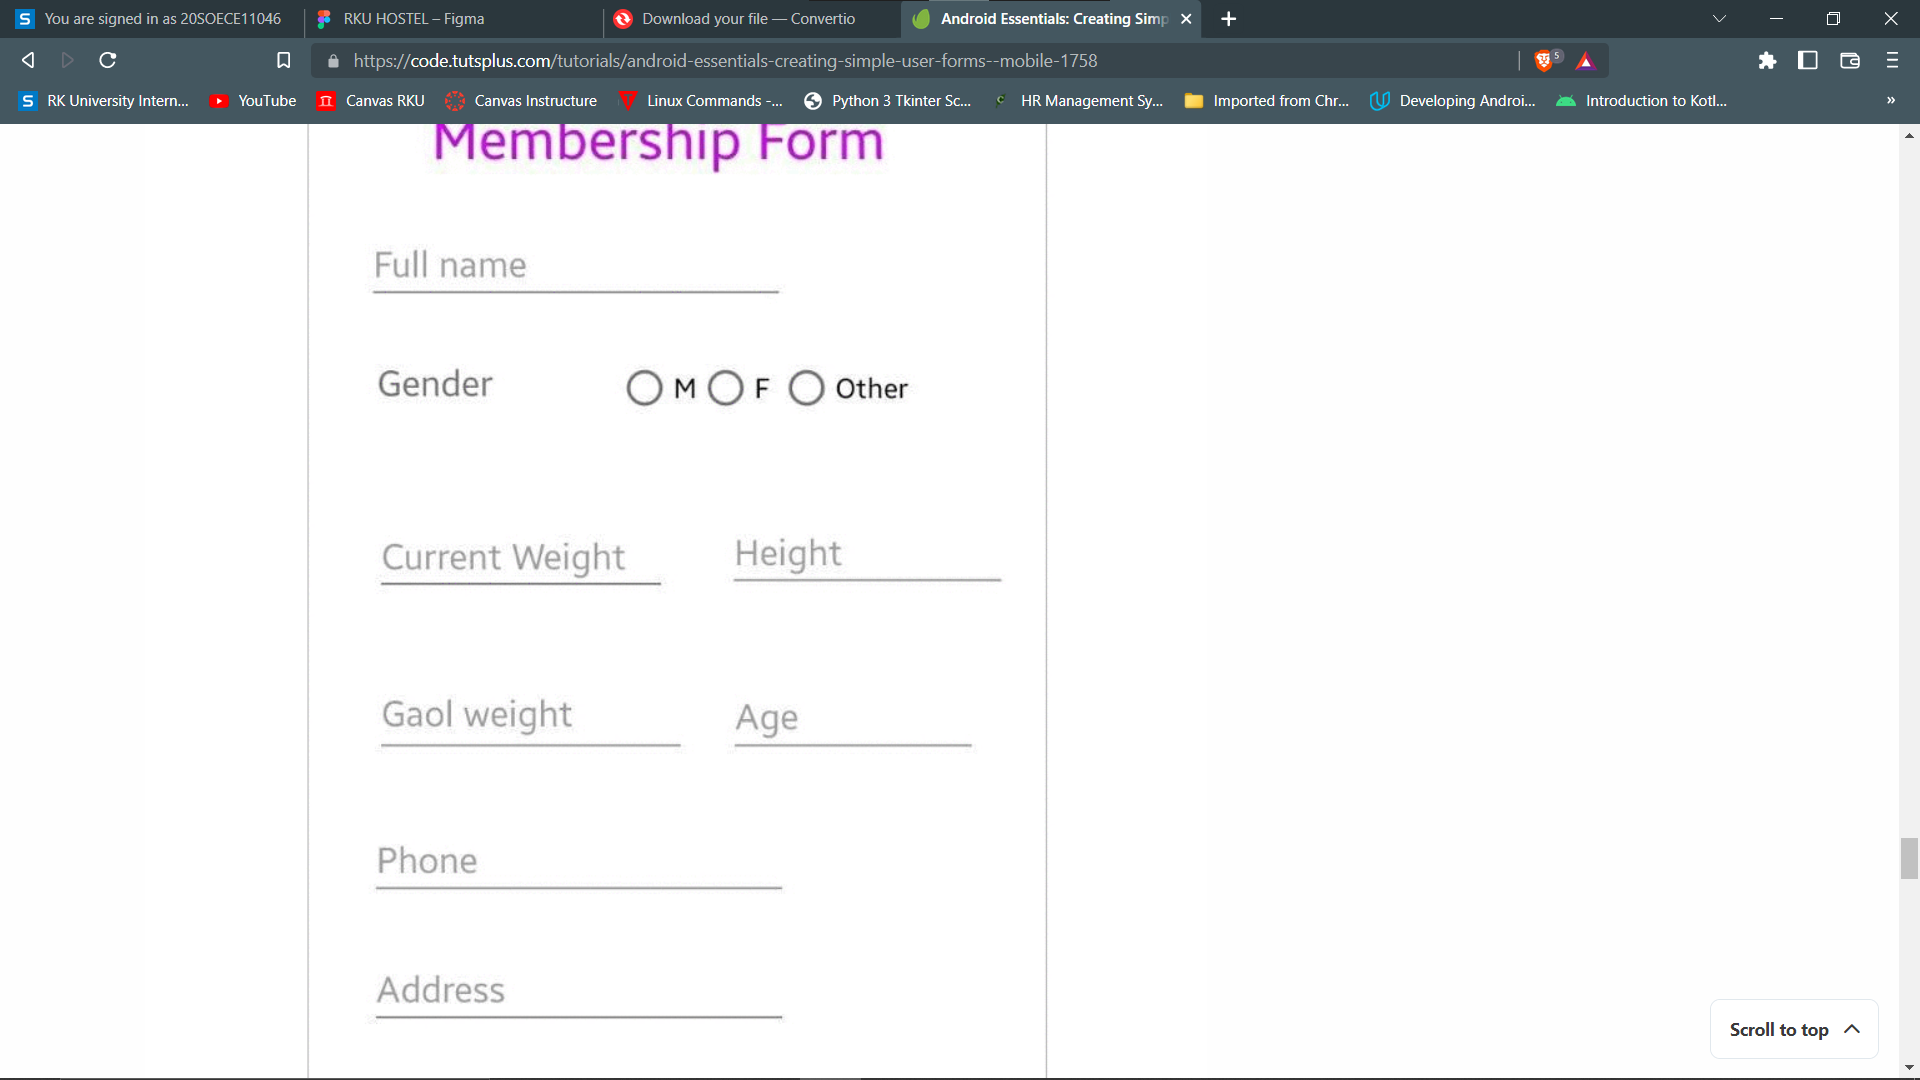 You are signed in as 20SOECE11046
RKU HOSTEL – Figma
Download your file — Convertio
Android Essentials: Creating Simp
https://code.tutsplus.com/tutorials/android-essentials-creating-simple-user-forms--mobile-1758
5
RK University Intern...
YouTube
Canvas RKU
Canvas Instructure
Linux Commands -...
Python 3 Tkinter Sc...
HR Management Sy...
Imported from Chr...
Developing Androi...
Introduction to Kotl...
»
Membership Form
Full name
Gender M F Other
Current Weight Height
Gaol weight Age
Phone
Address
Scroll to top